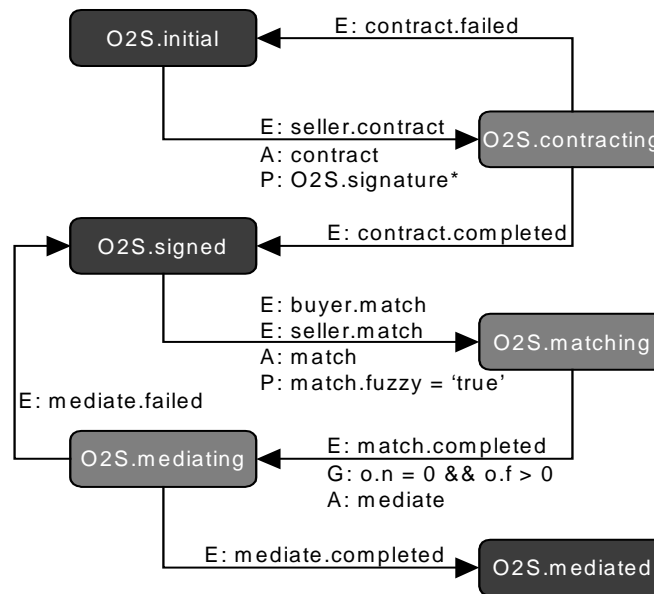 E: contract.failed
O2S.initial
E: seller.contract
A: contract
P: O2S.signature*
O2S.contracting
E: contract.completed
O2S.signed
E: buyer.match
E: seller.match
A: match
P: match.fuzzy = ‘true’
O2S.matching
E: mediate.failed
E: match.completed
G: o.n = 0 && o.f > 0
A: mediate
O2S.mediating
E: mediate.completed
O2S.mediated